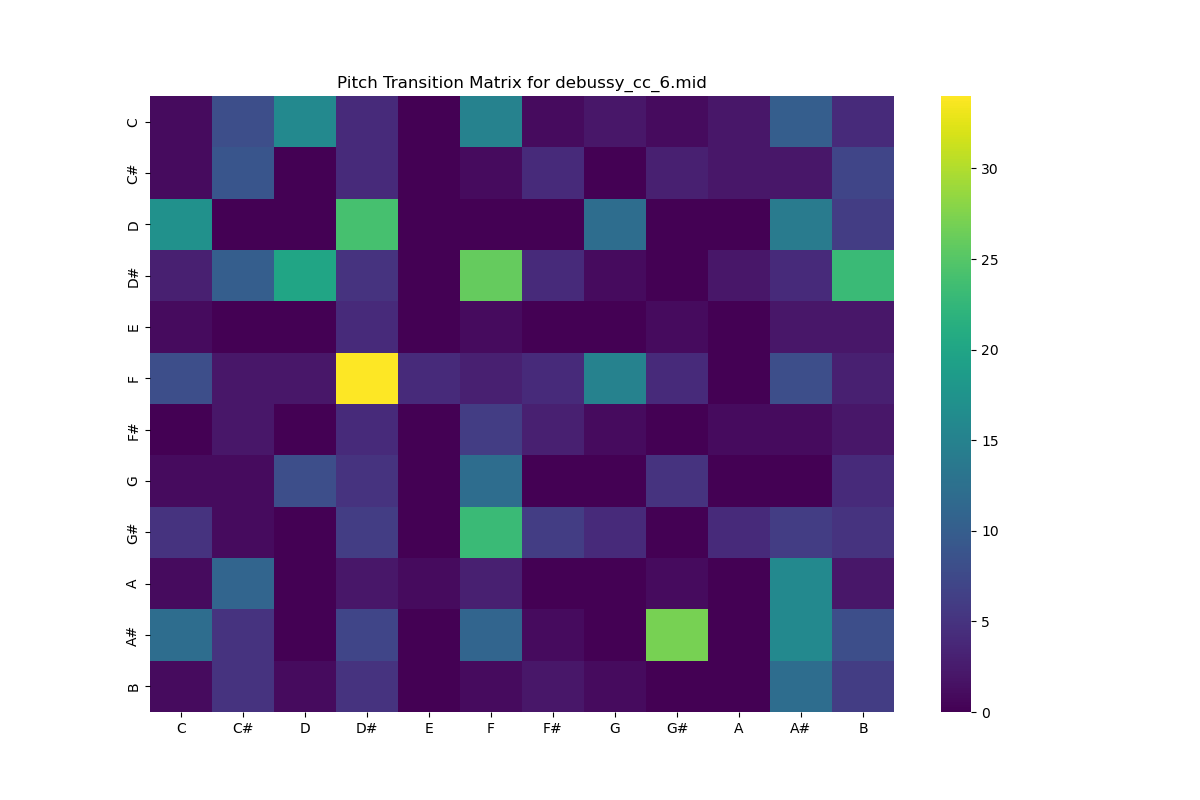 Pitch Transition Matrix for debussy_cc_6.mid
C
C#
D
D#
E
F
F#
G
G#
A
A#
B
C C# D D# E F F# G G# A A# B
30
25
20
15
10
5
0